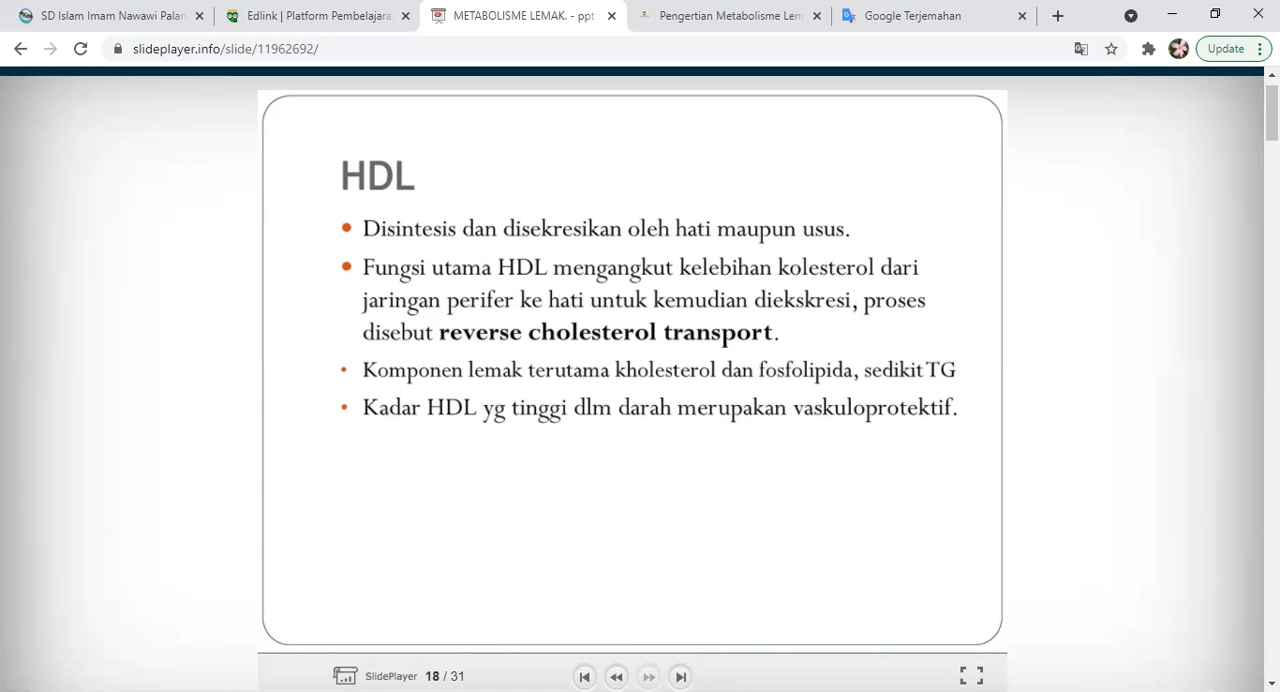 SD Islam Imam Nawawi Palan
Edlink | Platform Pembelajara
METABOLISME LEMAK. - ppt
Pengertian Metabolisme Lem
Google Terjemahan
slideplayer.info/slide/11962692/
Update
HDL
• Disintesis dan disekresikan oleh hati maupun usus.
• Fungsi utama HDL mengangkut kelebihan kolesterol dari
jaringan perifer ke hati untuk kemudian diekskresi, proses
disebut reverse cholesterol transport.
• Komponen lemak terutama kholesterol dan fosfolipida, sedikit TG
• Kadar HDL yg tinggi dlm darah merupakan vaskuloprotektif.
SlidePlayer 18 / 31